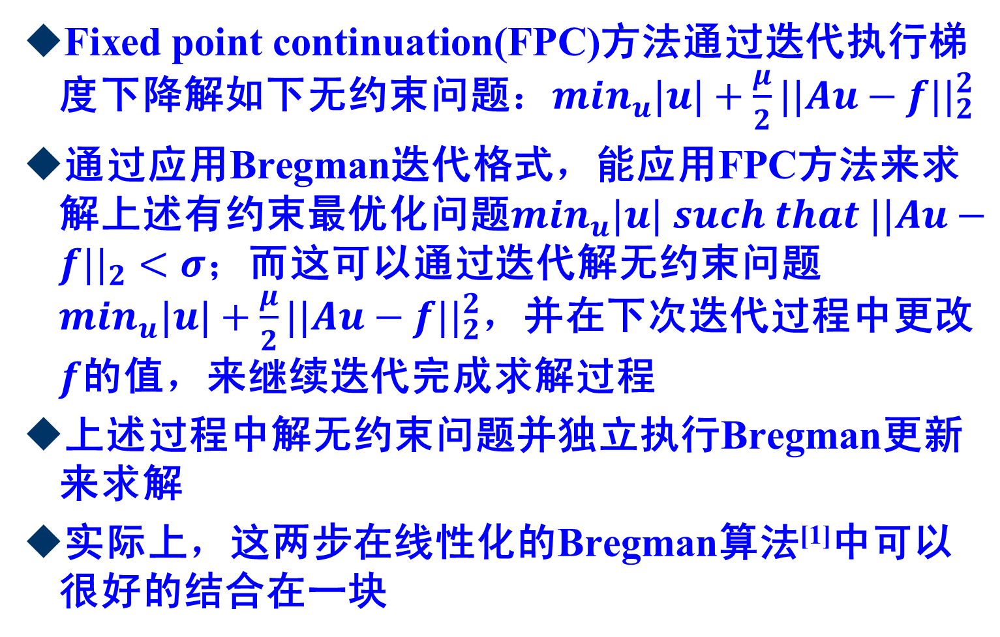 ◆Fixed point continuation(FPC)方法通过迭代执行梯
度下降解如下无约束问题：$min_u|u| + \frac{\mu}{2}||Au - f||_2^2$
◆通过应用Bregman迭代格式，能应用FPC方法来求
解上述有约束最优化问题$min_u|u|\ such\ that\ ||Au -$
$f||_2 < \sigma$；而这可以通过迭代解无约束问题
$min_u|u| + \frac{\mu}{2}||Au - f||_2^2$，并在下次迭代过程中更改
$f$的值，来继续迭代完成求解过程
◆上述过程中解无约束问题并独立执行Bregman更新
来求解
◆实际上，这两步在线性化的Bregman算法[1]中可以
很好的结合在一块